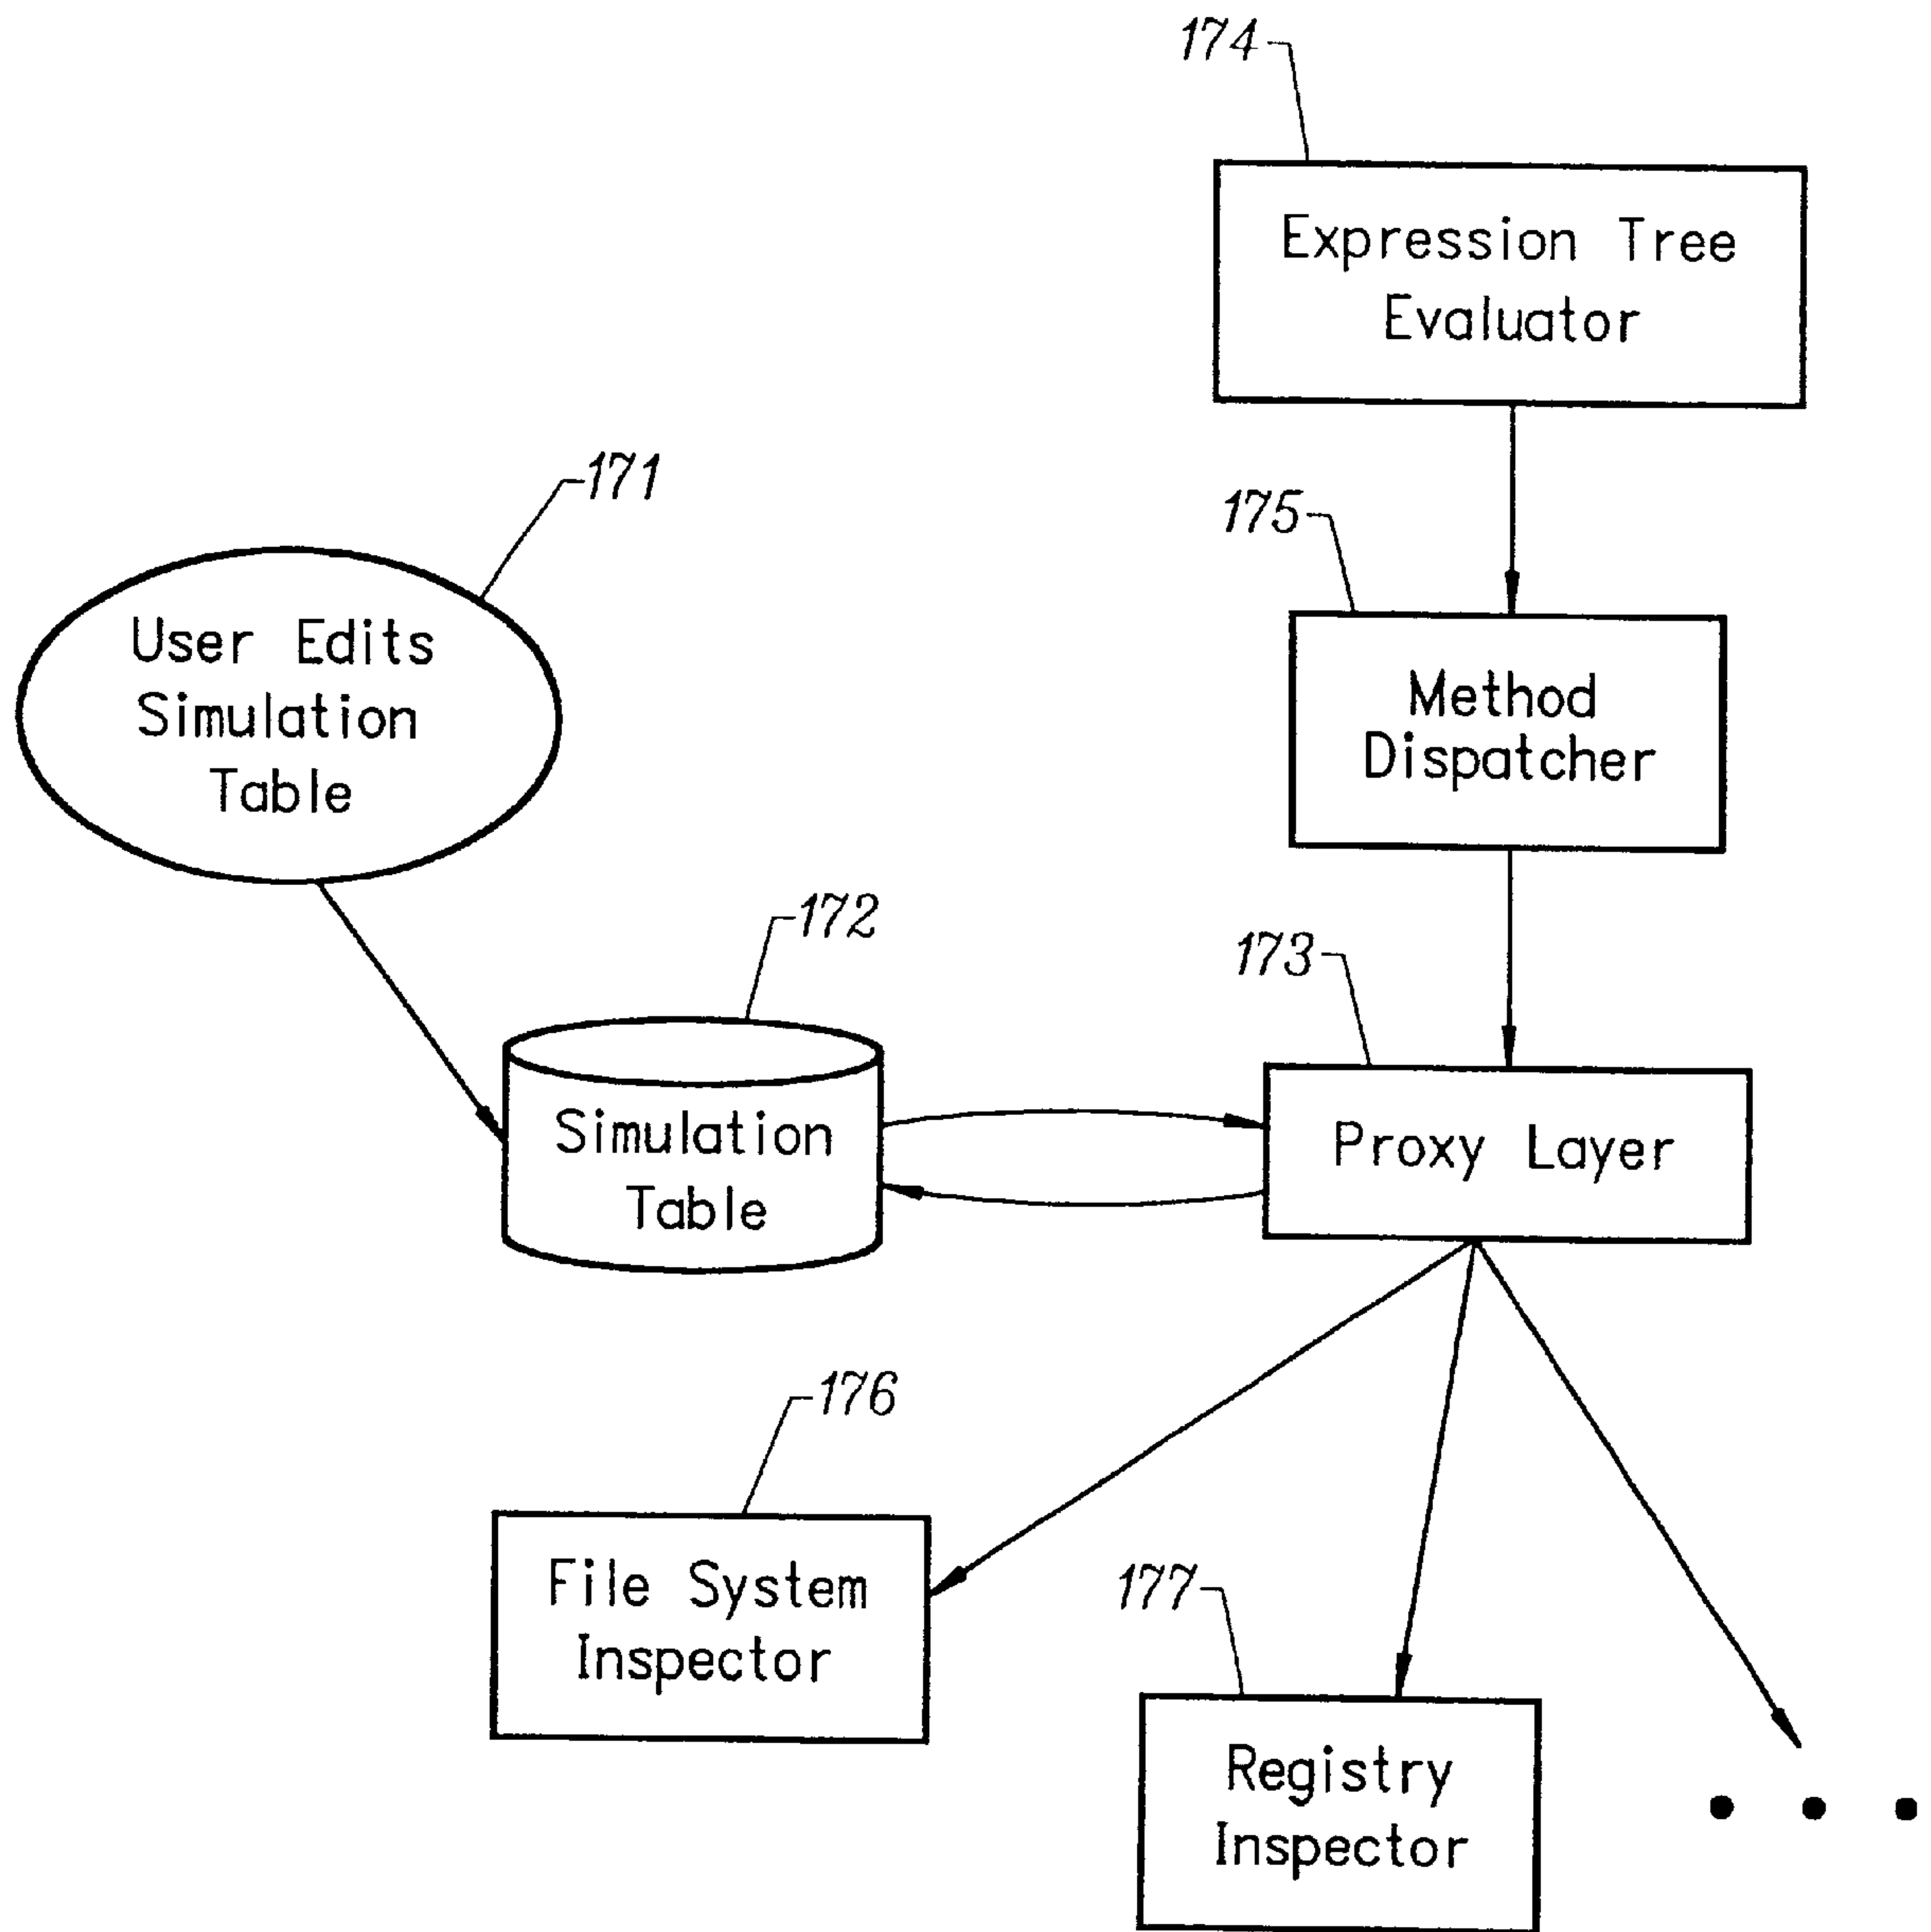 174
Expression Tree
Evaluator
171
175
User Edits
Simulation
Table
Method
Dispatcher
172
173
Simulation
Table
Proxy Layer
176
File System
Inspector
177
Registry
Inspector